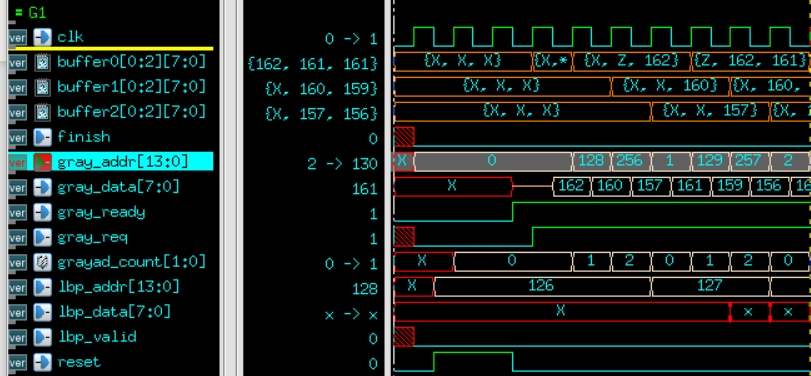 = G1
ver clk 0 -> 1
ver buffer0[0:2][7:0] {162, 161, 161} {X, X, X} {X,* {X, Z, 162} {Z, 162, 161}
ver buffer1[0:2][7:0] {X, 160, 159} {X, X, X} {X, X, 160} {X, 160,
ver buffer2[0:2][7:0] {X, 157, 156} {X, X, X} {X, X, 157} {X,
ver finish 0
ver gray_addr[13:0] 2 -> 130 X 0 128 256 1 129 257 2
ver gray_data[7:0] 161 X 162 160 157 161 159 156 16
ver gray_ready 1
ver gray_req 1
ver grayad_count[1:0] 0 -> 1 X 0 1 2 0 1 2 0
ver lbp_addr[13:0] 128 X 126 127
ver lbp_data[7:0] x -> x X x x
ver lbp_valid 0
ver reset 0